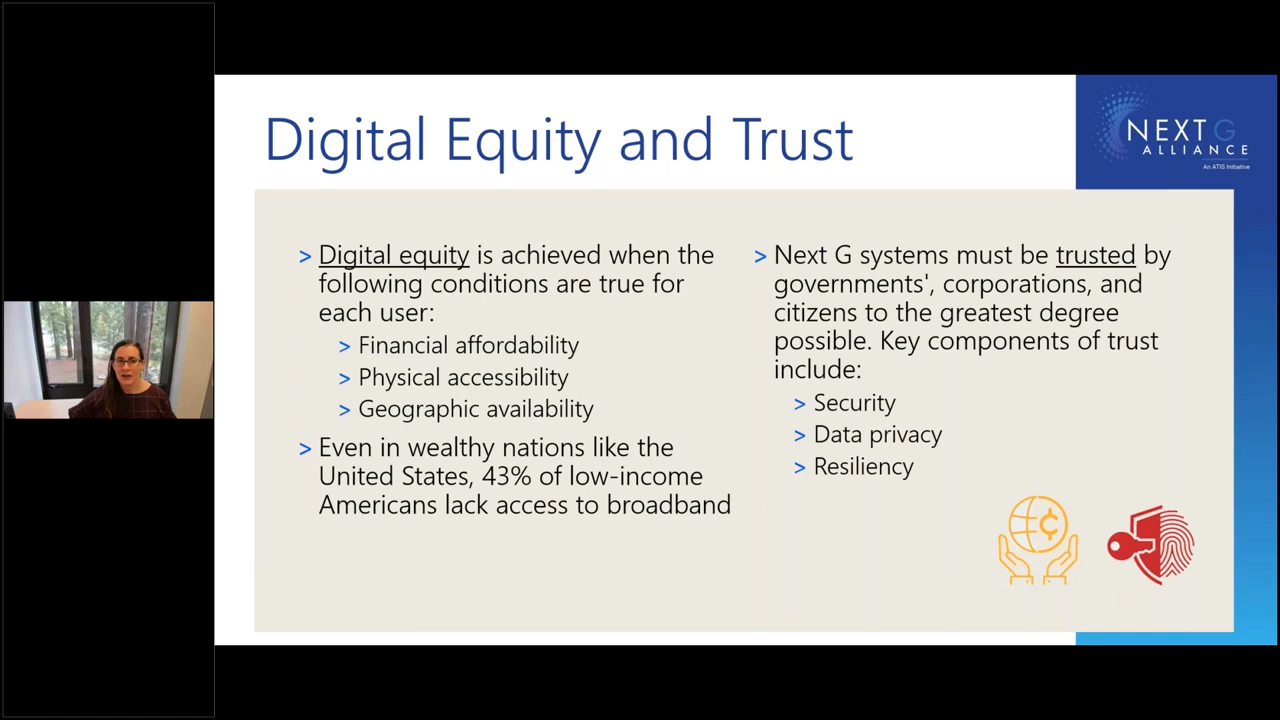 Digital Equity and Trust
NEXT G
ALLIANCE
An ATIS Initiative
> Digital equity is achieved when the
following conditions are true for
each user:
> Financial affordability
> Physical accessibility
> Geographic availability
> Even in wealthy nations like the
United States, 43% of low-income
Americans lack access to broadband
> Next G systems must be trusted by
governments', corporations, and
citizens to the greatest degree
possible. Key components of trust
include:
> Security
> Data privacy
> Resiliency